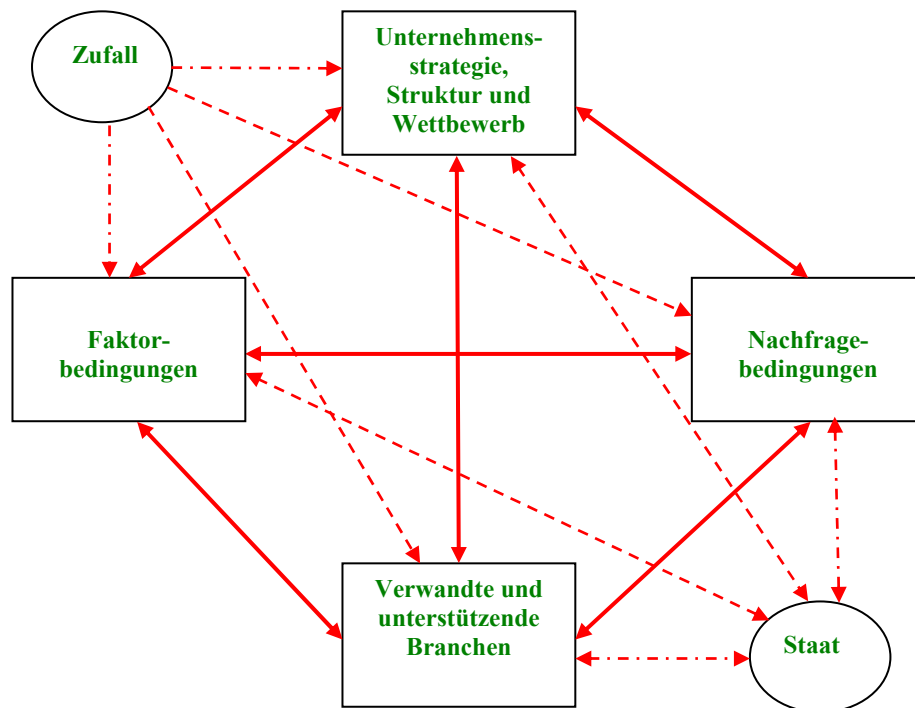 Zufall
Unternehmens-
strategie,
Struktur und
Wettbewerb
Faktor-
bedingungen
Nachfrage-
bedingungen
Verwandte und
unterstützende
Branchen
Staat